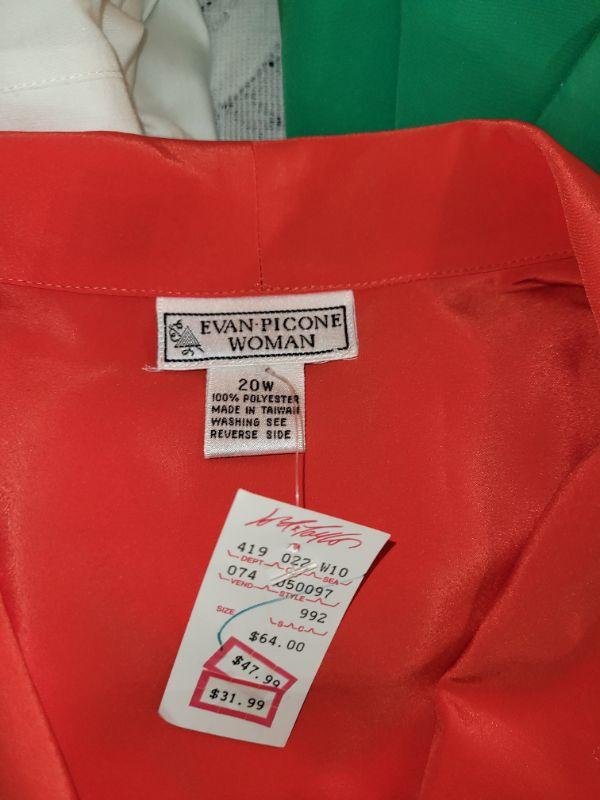 EVAN·PICONE
WOMAN
20W
100% POLYESTER
MADE IN TAIWAN
WASHING SEE
REVERSE SIDE
419 022 W10
DEPT CL SEA
074 050097
VEND STYLE
992
SIZE S.C.
$64.00
$47.99
$31.99